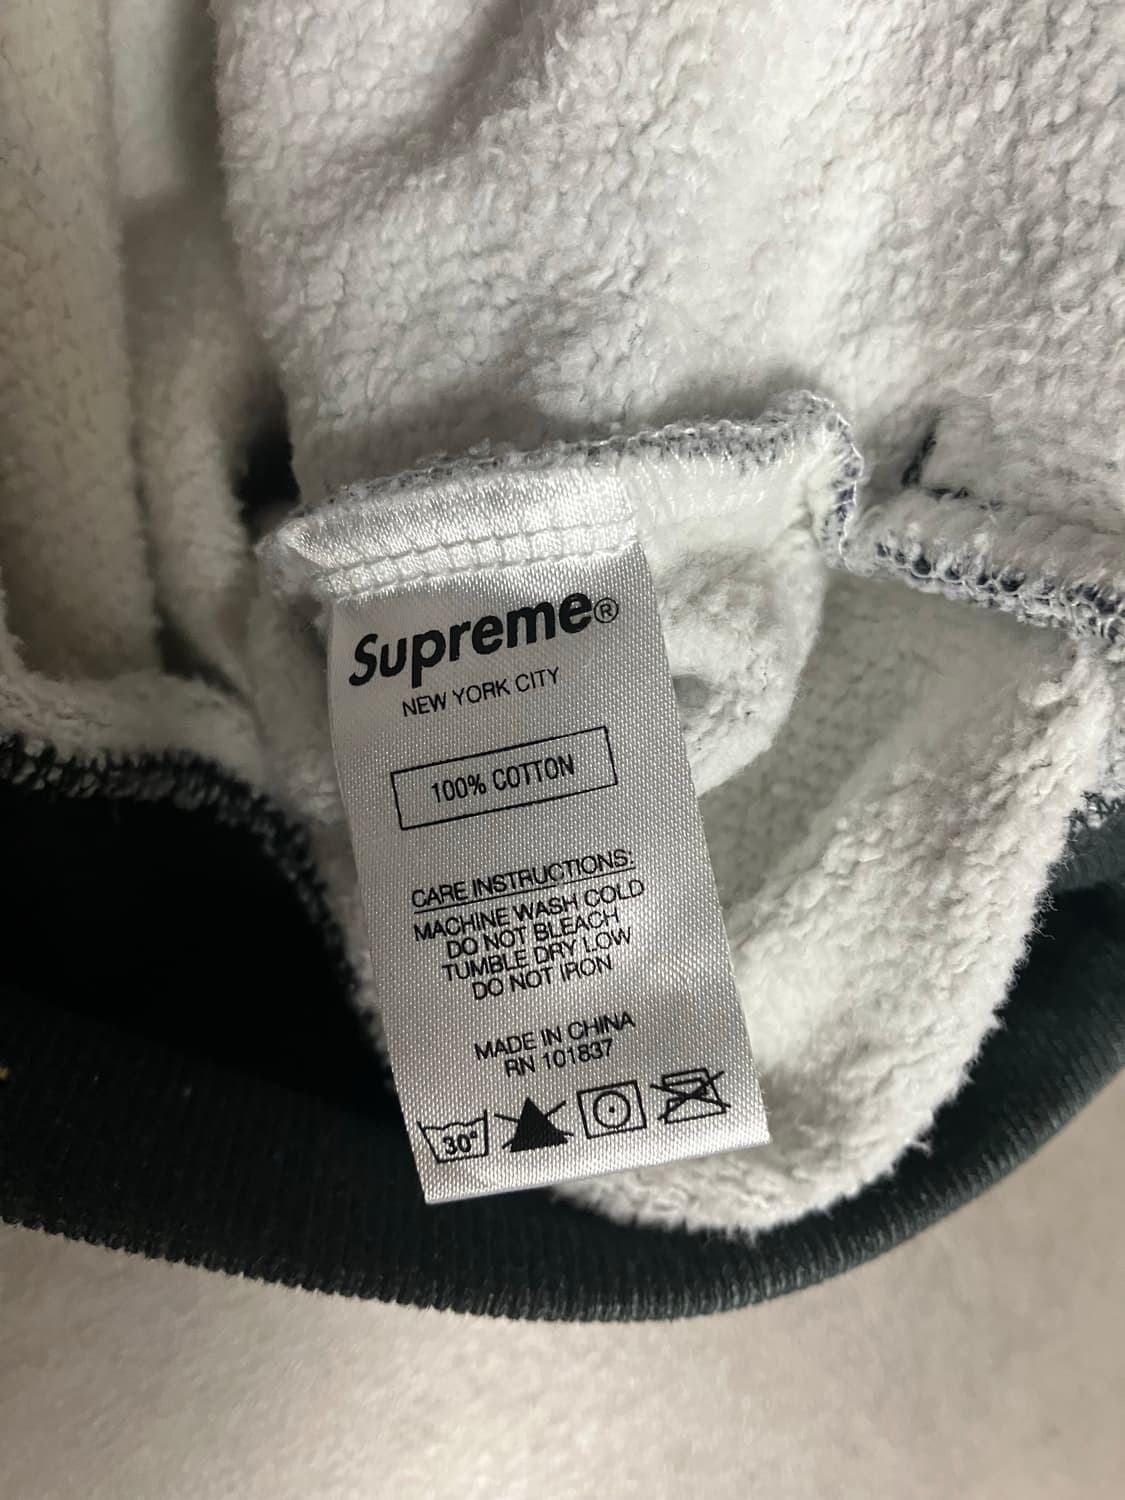 Supreme®
NEW YORK CITY
100% COTTON
CARE INSTRUCTIONS:
MACHINE WASH COLD
DO NOT BLEACH
TUMBLE DRY LOW
DO NOT IRON
MADE IN CHINA
RN 101837
30°